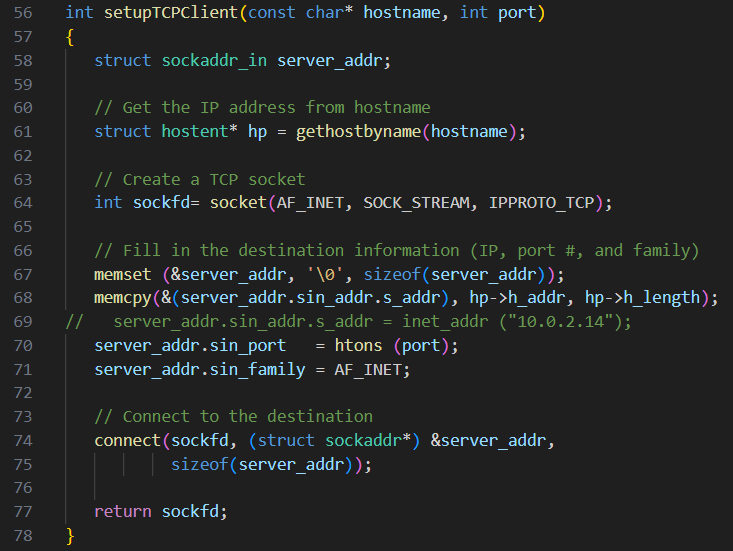 56 int setupTCPClient(const char* hostname, int port)
57 {
58    struct sockaddr_in server_addr;
59
60    // Get the IP address from hostname
61    struct hostent* hp = gethostbyname(hostname);
62
63    // Create a TCP socket
64    int sockfd= socket(AF_INET, SOCK_STREAM, IPPROTO_TCP);
65
66    // Fill in the destination information (IP, port #, and family)
67    memset (&server_addr, '\0', sizeof(server_addr));
68    memcpy(&(server_addr.sin_addr.s_addr), hp->h_addr, hp->h_length);
69 //   server_addr.sin_addr.s_addr = inet_addr ("10.0.2.14");
70    server_addr.sin_port   = htons (port);
71    server_addr.sin_family = AF_INET;
72
73    // Connect to the destination
74    connect(sockfd, (struct sockaddr*) &server_addr,
75            sizeof(server_addr));
76
77    return sockfd;
78 }